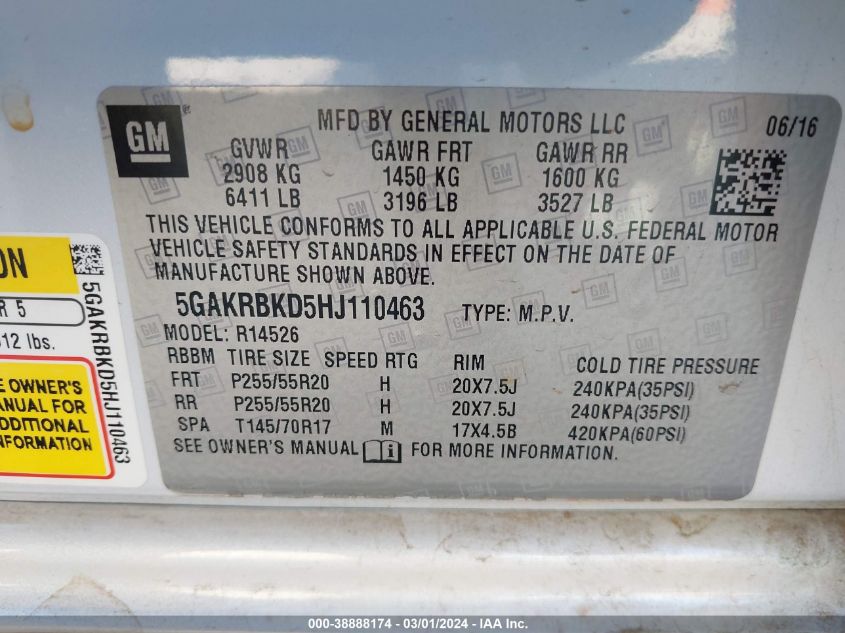 GM
MFD BY GENERAL MOTORS LLC 06/16
GVWR GAWR FRT GAWR RR
2908 KG 1450 KG 1600 KG
6411 LB 3196 LB 3527 LB
THIS VEHICLE CONFORMS TO ALL APPLICABLE U.S. FEDERAL MOTOR
VEHICLE SAFETY STANDARDS IN EFFECT ON THE DATE OF
MANUFACTURE SHOWN ABOVE.
5GAKRBKD5HJ110463 TYPE: M.P.V.
MODEL: R14526
RBBM TIRE SIZE SPEED RTG RIM COLD TIRE PRESSURE
FRT P255/55R20 H 20X7.5J 240KPA(35PSI)
RR P255/55R20 H 20X7.5J 240KPA(35PSI)
SPA T145/70R17 M 17X4.5B 420KPA(60PSI)
SEE OWNER'S MANUAL i FOR MORE INFORMATION.
5GAKRBKD5HJ110463
R 5
12 lbs.
OWNER'S
FOR
INFORMATION
000-38888174 - 03/01/2024 - IAA Inc.